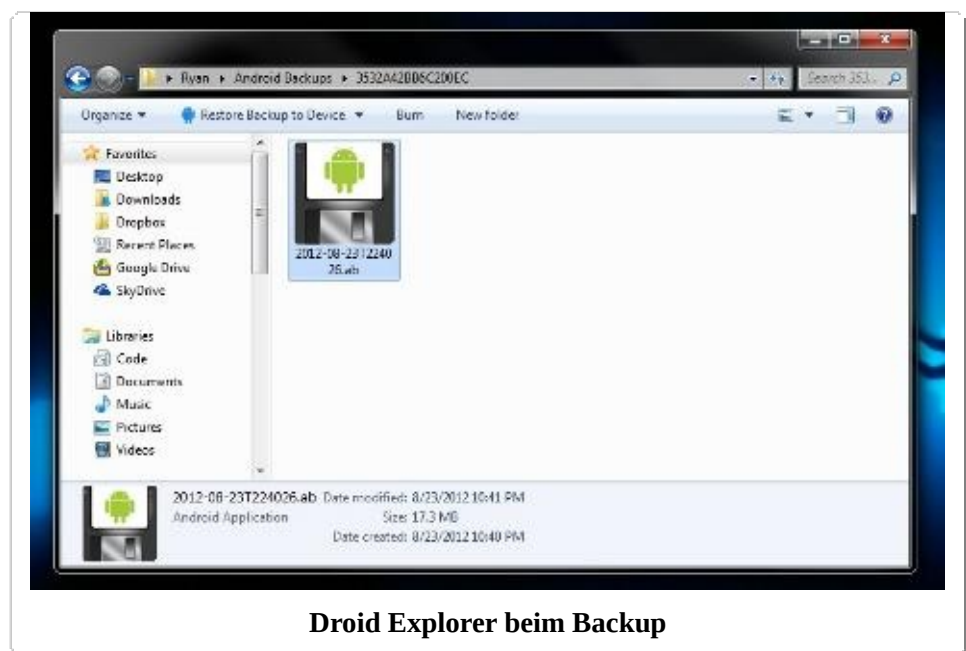 Ryan Android Backups 3532A42BB6C200EC
Search 353...
Organize
Restore Backup to Device
Burn
New folder
Favorites
Desktop
Downloads
Dropbox
Recent Places
Google Drive
SkyDrive
Libraries
Code
Documents
Music
Pictures
Videos
2012-08-23T2240
26.ab
2012-08-23T224026.ab Date modified: 8/23/2012 10:41 PM
Android Application Size: 17.3 MB
Date created: 8/23/2012 10:40 PM
Droid Explorer beim Backup